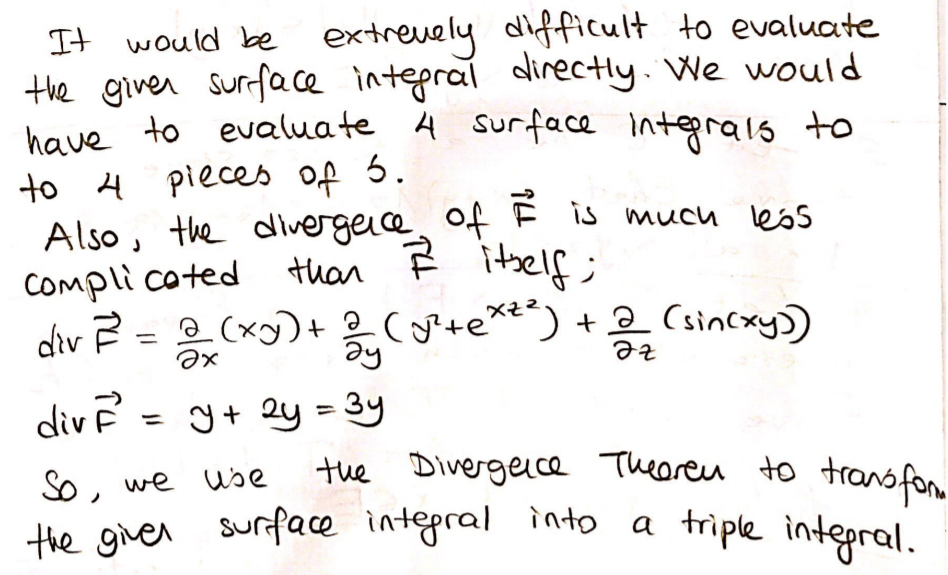 It would be extremely difficult to evaluate
the given surface integral directly. We would
have to evaluate 4 surface integrals to
to 4 pieces of S.
Also, the divergence of F⃗ is much less
complicated than F⃗ itself;
div F⃗ = ∂/∂x (xy) + ∂/∂y (y²+e^(xz²)) + ∂/∂z (sin(xy))
div F⃗ = y + 2y = 3y
So, we use the Divergence Theorem to transform
the given surface integral into a triple integral.